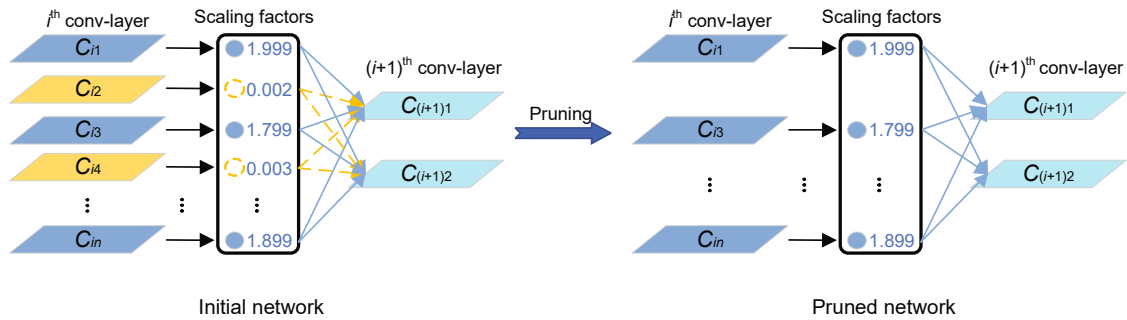 i^th conv-layer
Scaling factors
C_i1
1.999
C_i2
0.002
C_i3
1.799
C_i4
0.003
...
...
...
C_in
1.899
(i+1)^th conv-layer
C_(i+1)1
C_(i+1)2
Initial network
Pruning
i^th conv-layer
Scaling factors
C_i1
1.999
C_i3
1.799
...
...
...
C_in
1.899
(i+1)^th conv-layer
C_(i+1)1
C_(i+1)2
Pruned network